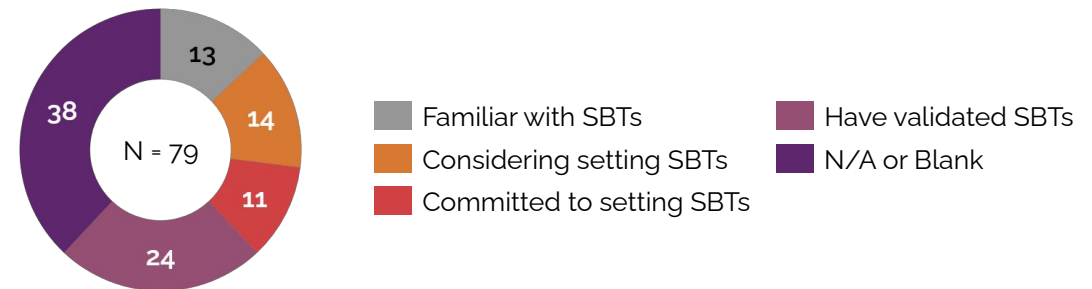 13
38
14
N = 79
11
24
Familiar with SBTs
Considering setting SBTs
Committed to setting SBTs
Have validated SBTs
N/A or Blank